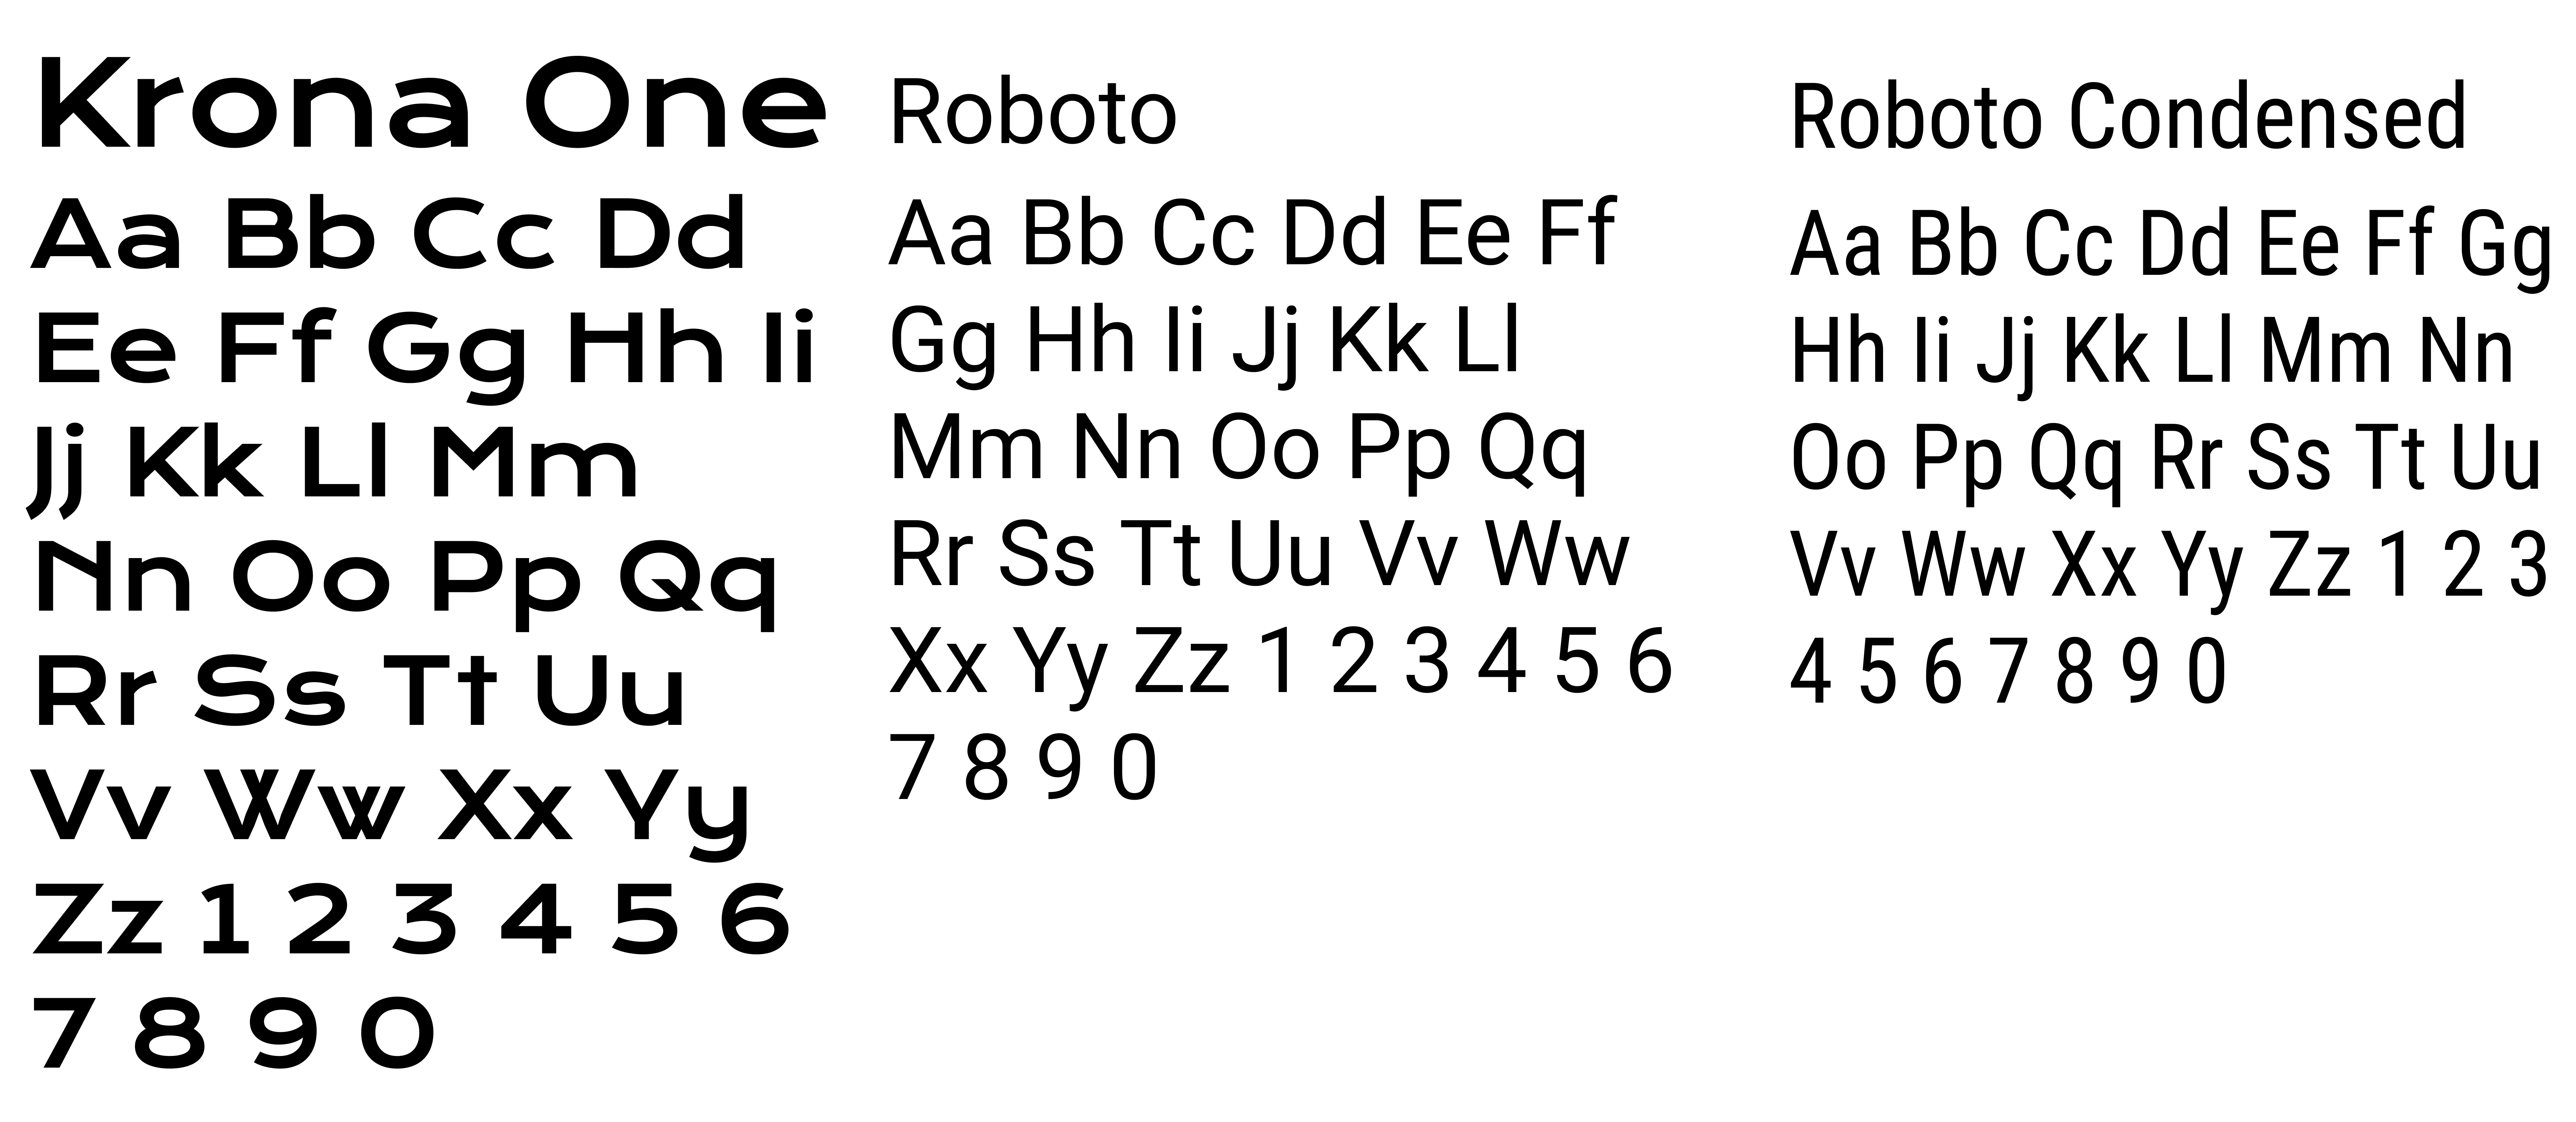 Krona One
Aa Bb Cc Dd
Ee Ff Gg Hh Ii
Jj Kk Ll Mm
Nn Oo Pp Qq
Rr Ss Tt Uu
Vv Ww Xx Yy
Zz 1 2 3 4 5 6
7 8 9 0
Roboto
Aa Bb Cc Dd Ee Ff
Gg Hh Ii Jj Kk Ll
Mm Nn Oo Pp Qq
Rr Ss Tt Uu Vv Ww
Xx Yy Zz 1 2 3 4 5 6
7 8 9 0
Roboto Condensed
Aa Bb Cc Dd Ee Ff Gg
Hh Ii Jj Kk Ll Mm Nn
Oo Pp Qq Rr Ss Tt Uu
Vv Ww Xx Yy Zz 1 2 3
4 5 6 7 8 9 0